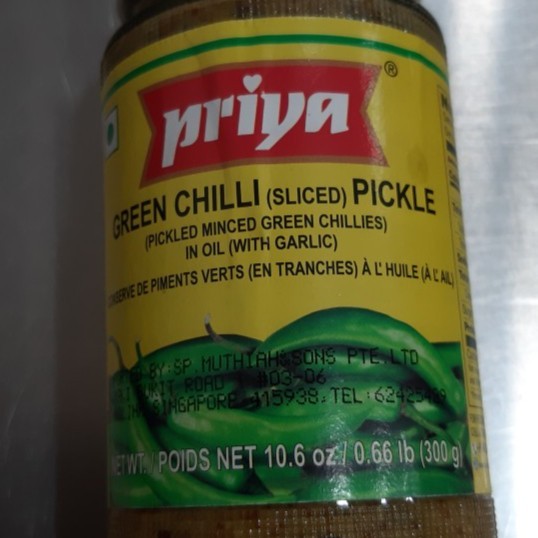 priya®
GREEN CHILLI (SLICED) PICKLE
(PICKLED MINCED GREEN CHILLIES)
IN OIL (WITH GARLIC)
DE PIMENTS VERTS (EN TRANCHES) À L'HUILE (À L'AIL)
BY:SP.MUTHIAH&SONS PTE.LTD
ROAD #03-06
SINGAPORE 415938,TEL:
NET WT./POIDS NET 10.6 oz / 0.66 lb (300 g)